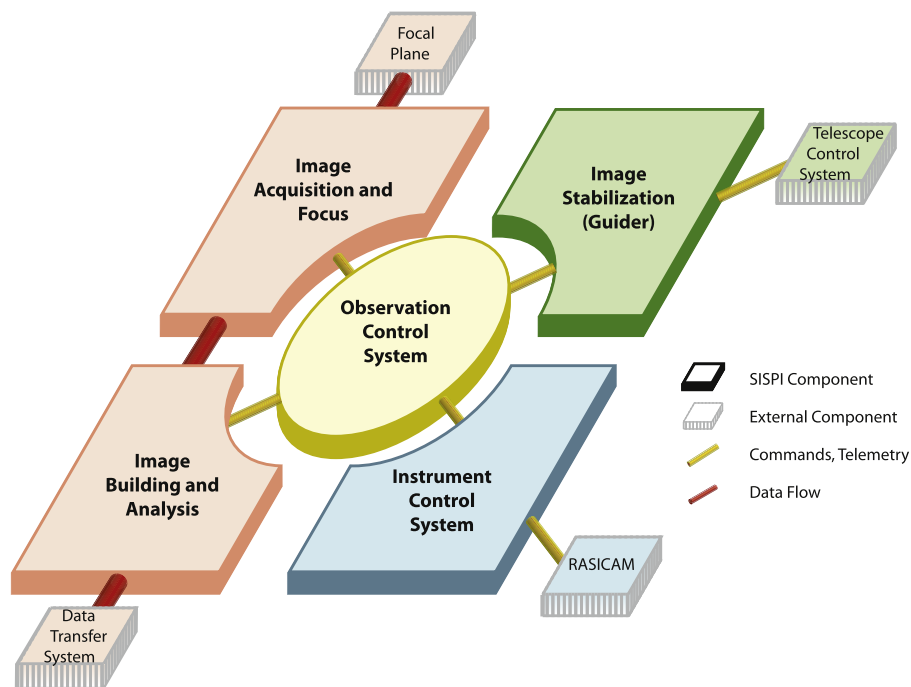 Focal
Plane
Image
Acquisition and
Focus
Image
Stabilization
(Guider)
Telescope
Control
System
Observation
Control
System
Image
Building and
Analysis
Instrument
Control
System
RASICAM
Data
Transfer
System
SISPI Component
External Component
Commands, Telemetry
Data Flow